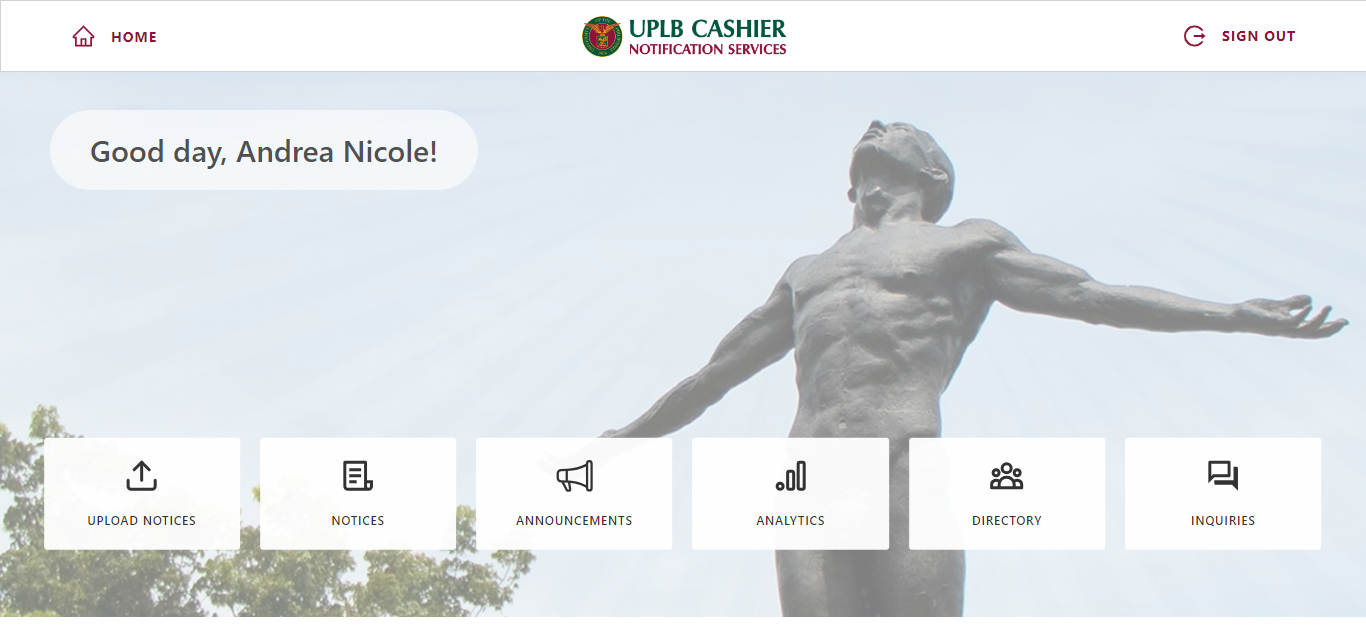 HOME
UPLB CASHIER
NOTIFICATION SERVICES
SIGN OUT
Good day, Andrea Nicole!
UPLOAD NOTICES
NOTICES
ANNOUNCEMENTS
ANALYTICS
DIRECTORY
INQUIRIES